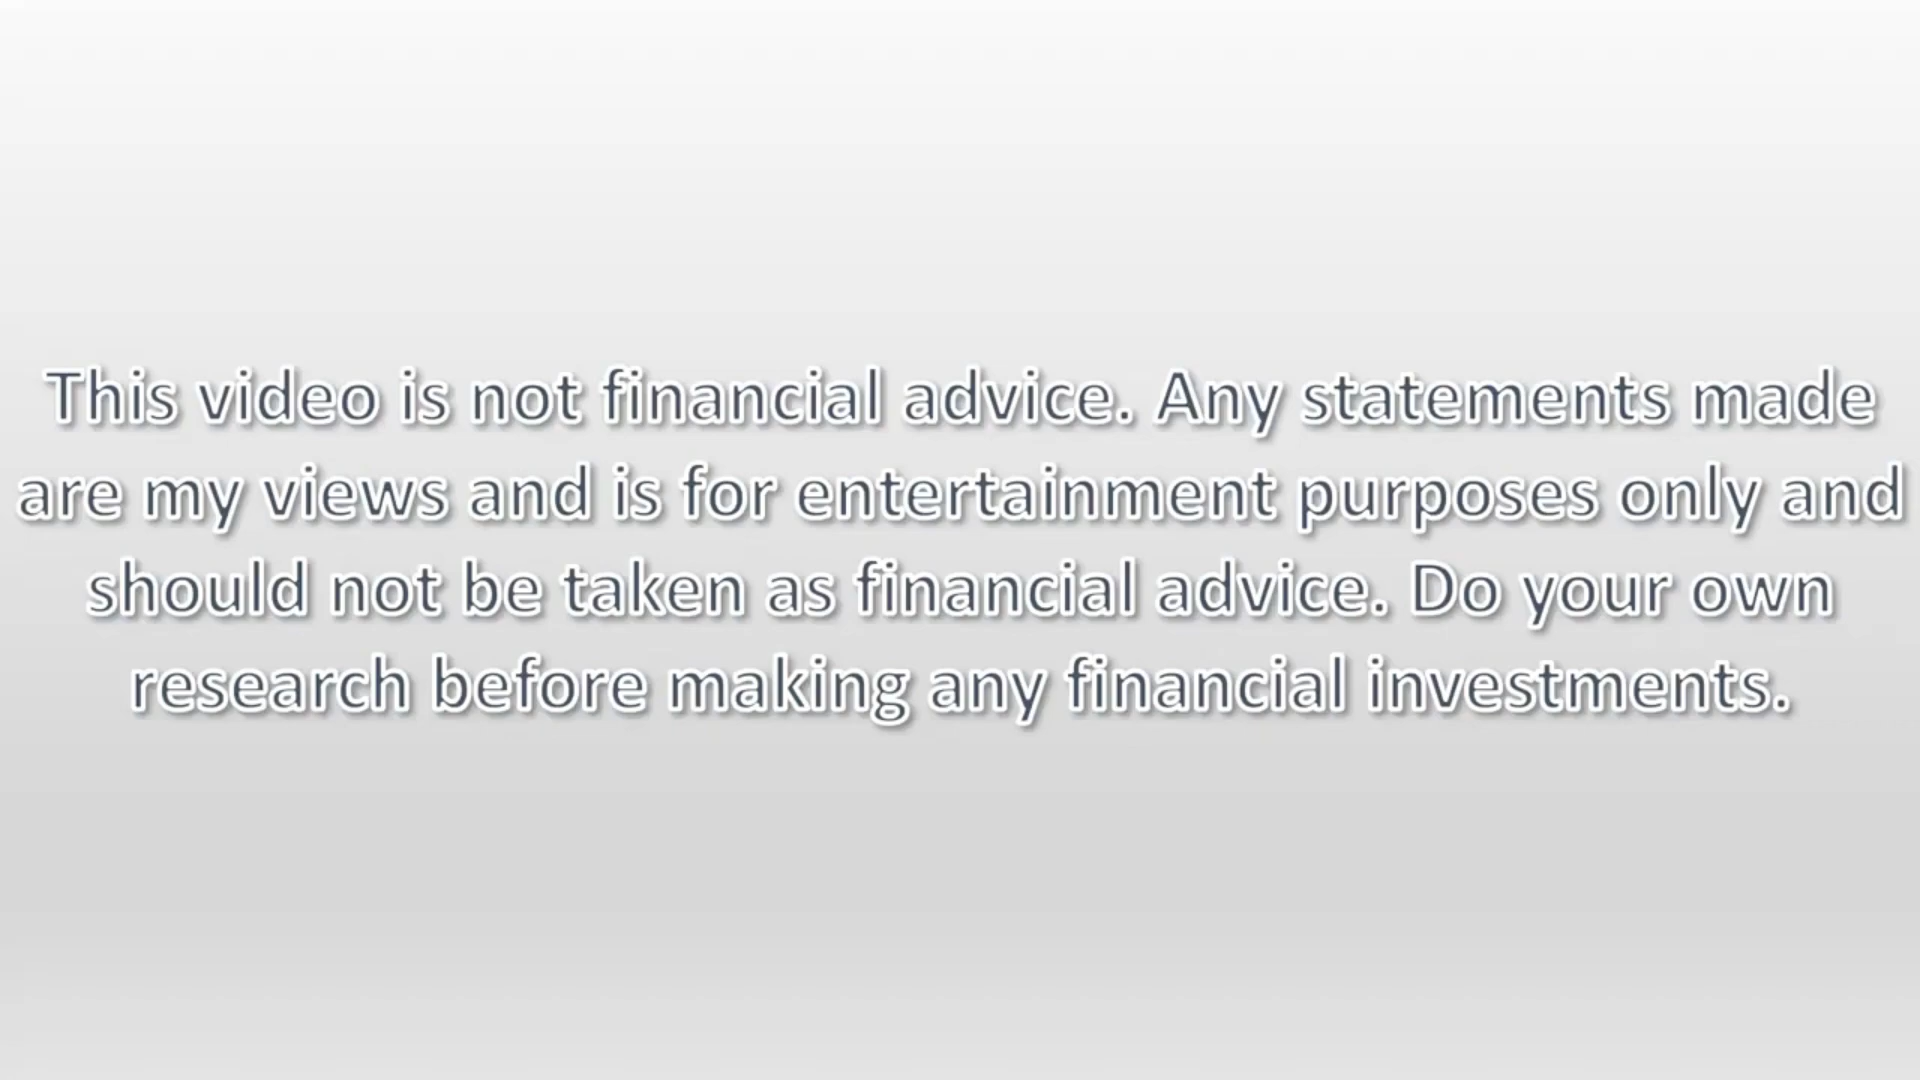 This video is not financial advice. Any statements made
are my views and is for entertainment purposes only and
should not be taken as financial advice. Do your own
research before making any financial investments.